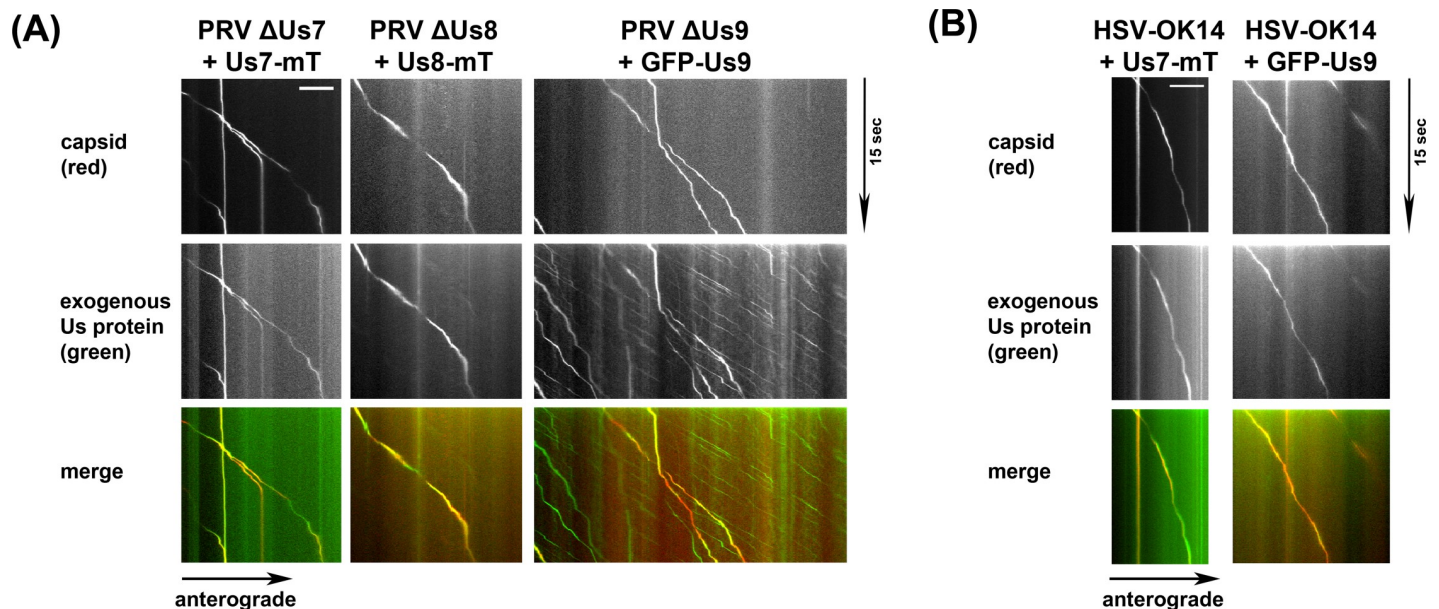 (A)
PRV ΔUs7
+ Us7-mT
PRV ΔUs8
+ Us8-mT
PRV ΔUs9
+ GFP-Us9
capsid
(red)
15 sec
exogenous
Us protein
(green)
merge
anterograde
(B)
HSV-OK14
+ Us7-mT
HSV-OK14
+ GFP-Us9
capsid
(red)
15 sec
exogenous
Us protein
(green)
merge
anterograde